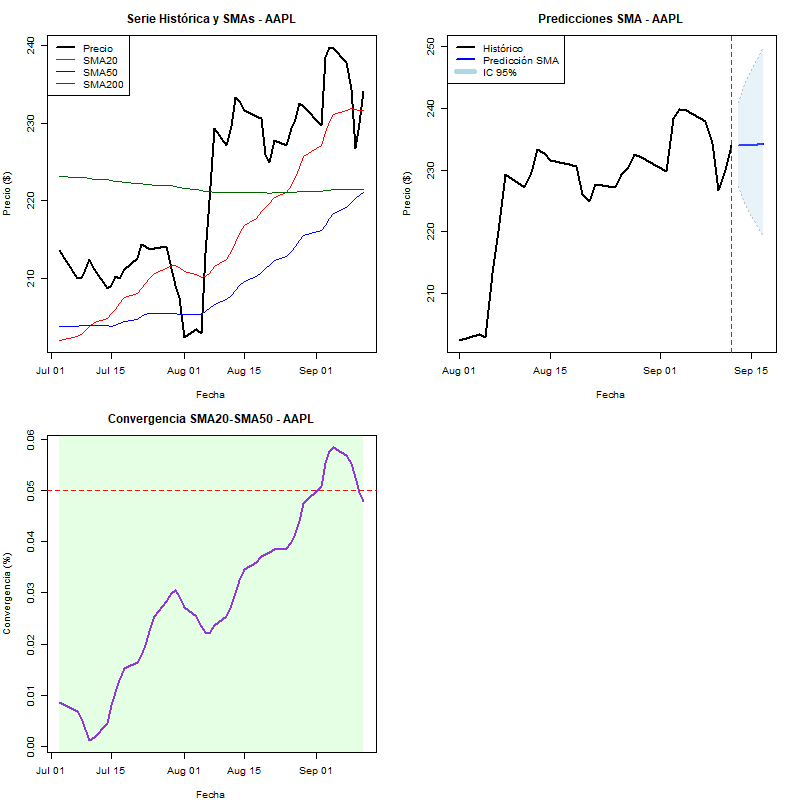 Serie Histórica y SMAs - AAPL
Precio
SMA20
SMA50
SMA200
Precio ($)
240
230
220
210
Jul 01
Jul 15
Aug 01
Aug 15
Sep 01
Fecha
Predicciones SMA - AAPL
Histórico
Predicción SMA
IC 95%
Precio ($)
250
240
230
220
210
Aug 01
Aug 15
Sep 01
Sep 15
Fecha
Convergencia SMA20-SMA50 - AAPL
Convergencia (%)
0.06
0.05
0.04
0.03
0.02
0.01
0.00
Jul 01
Jul 15
Aug 01
Aug 15
Sep 01
Fecha